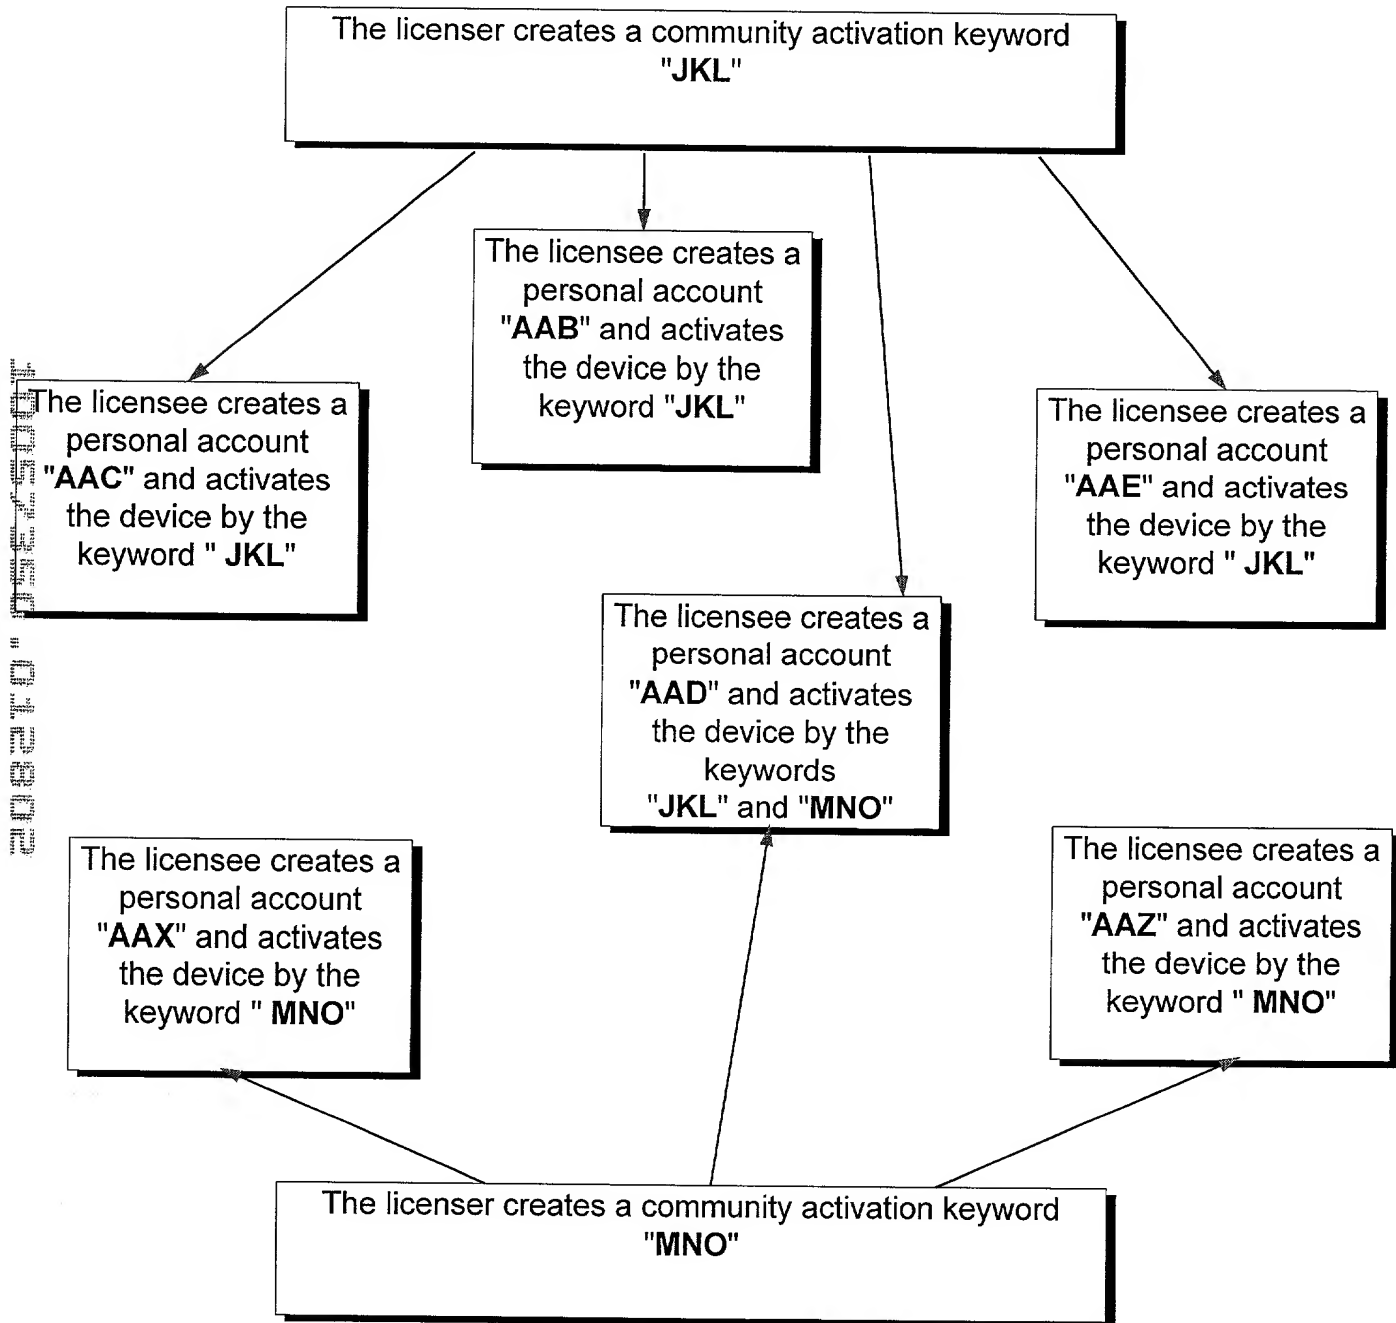 The licenser creates a community activation keyword
"JKL"
The licensee creates a
personal account
"AAB" and activates
the device by the
keyword "JKL"
The licensee creates a
personal account
"AAC" and activates
the device by the
keyword " JKL"
The licensee creates a
personal account
"AAE" and activates
the device by the
keyword " JKL"
The licensee creates a
personal account
"AAD" and activates
the device by the
keywords
"JKL" and "MNO"
The licensee creates a
personal account
"AAX" and activates
the device by the
keyword " MNO"
The licensee creates a
personal account
"AAZ" and activates
the device by the
keyword " MNO"
The licenser creates a community activation keyword
"MNO"